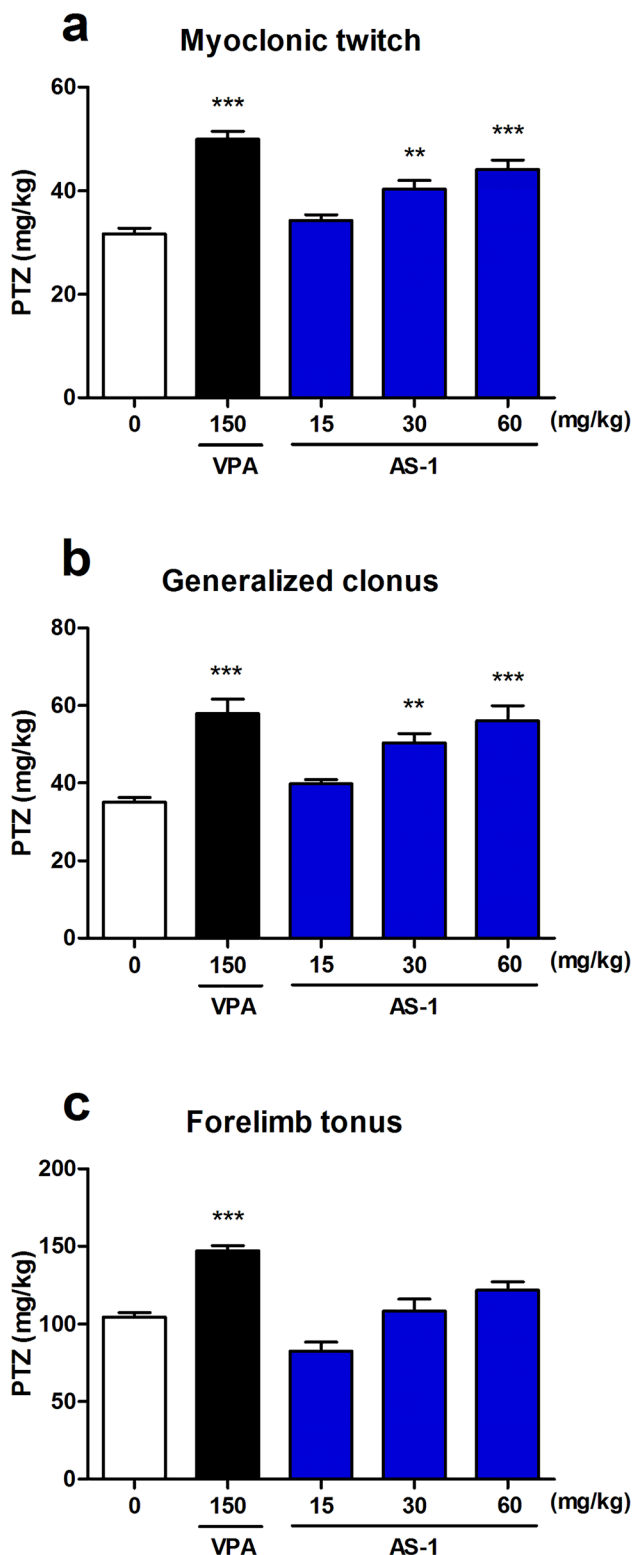 a
Myoclonic twitch
60
40
20
0
PTZ (mg/kg)
***
**
***
0 150 15 30 60 (mg/kg)
VPA AS-1
b
Generalized clonus
80
60
40
20
0
PTZ (mg/kg)
***
**
***
0 150 15 30 60 (mg/kg)
VPA AS-1
c
Forelimb tonus
200
150
100
50
0
PTZ (mg/kg)
***
0 150 15 30 60 (mg/kg)
VPA AS-1